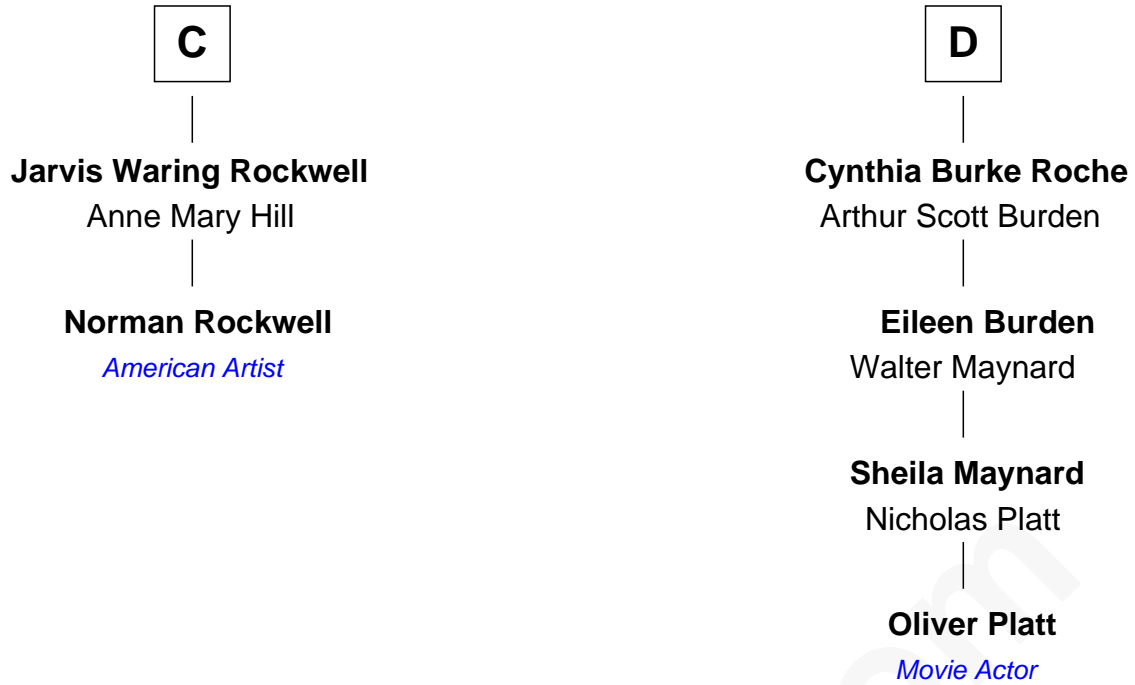 C
Jarvis Waring Rockwell
Anne Mary Hill
Norman Rockwell
American Artist
D
Cynthia Burke Roche
Arthur Scott Burden
Eileen Burden
Walter Maynard
Sheila Maynard
Nicholas Platt
Oliver Platt
Movie Actor